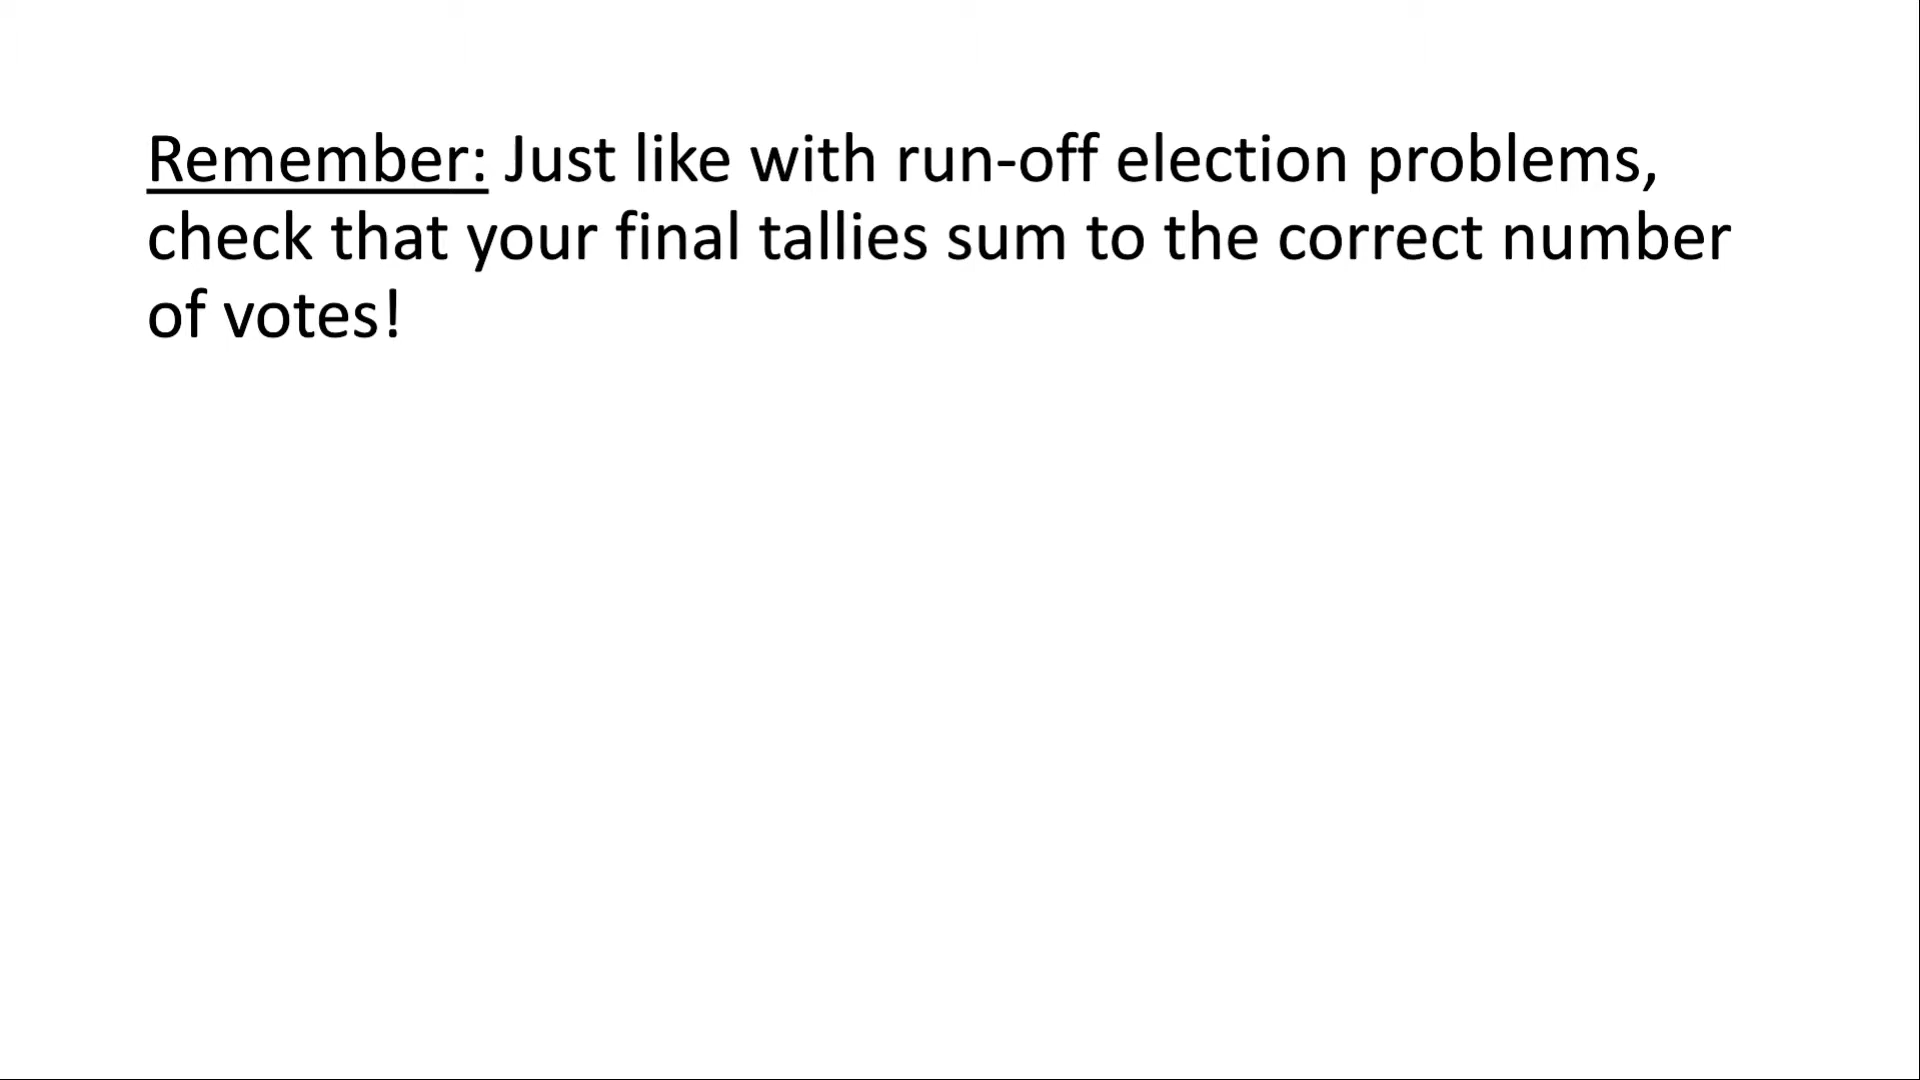 Remember: Just like with run-off election problems,
check that your final tallies sum to the correct number
of votes!